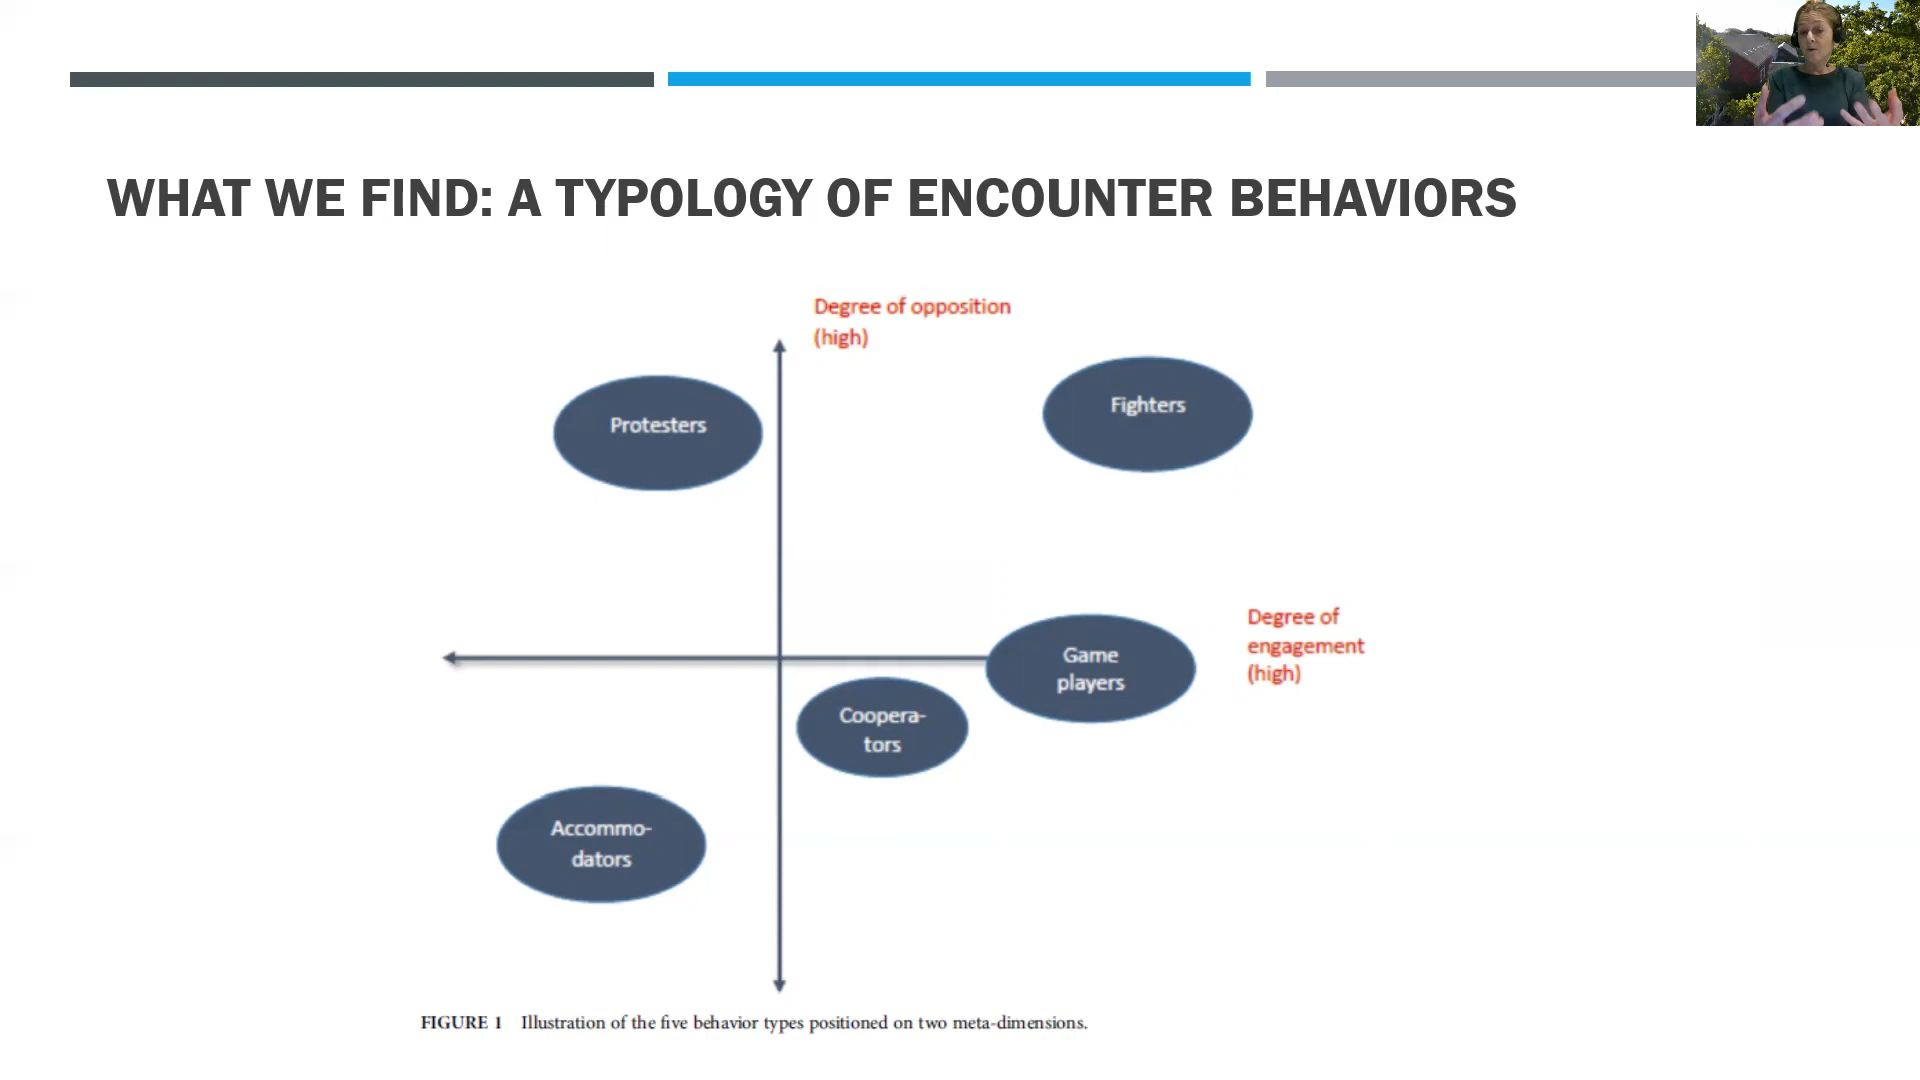 WHAT WE FIND: A TYPOLOGY OF ENCOUNTER BEHAVIORS
Degree of opposition
(high)
Protesters
Fighters
Degree of
engagement
(high)
Game
players
Coopera-
tors
Accommo-
dators
FIGURE 1 Illustration of the five behavior types positioned on two meta-dimensions.